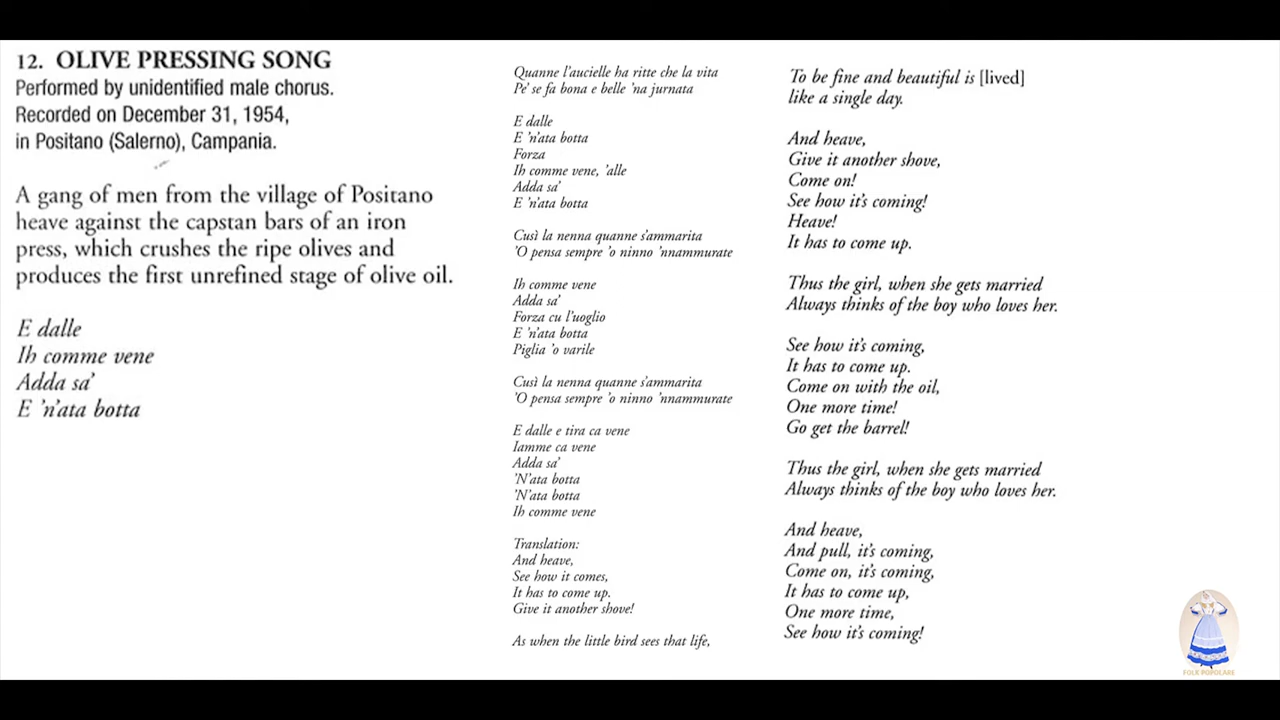 12. OLIVE PRESSING SONG
Performed by unidentified male chorus.
Recorded on December 31, 1954,
in Positano (Salerno), Campania.
A gang of men from the village of Positano
heave against the capstan bars of an iron
press, which crushes the ripe olives and
produces the first unrefined stage of olive oil.
E dalle
Ih comme vene
Adda sa'
E 'n'ata botta
Quanne l'aucielle ha ritte che la vita
Pe' se fa bona e belle 'na jurnata
E dalle
E 'n'ata botta
Forza
Ih comme vene, 'alle
Adda sa'
E 'n'ata botta
Cusì la nenna quanne s'ammarita
'O pensa sempre 'o ninno 'nnammurate
Ih comme vene
Adda sa'
Forza cu l'uoglio
E 'n'ata botta
Piglia 'o varile
Cusì la nenna quanne s'ammarita
'O pensa sempre 'o ninno 'nnammurate
E dalle e tira ca vene
Iamme ca vene
Adda sa'
'N'ata botta
'N'ata botta
Ih comme vene
Translation:
And heave,
See how it comes,
It has to come up.
Give it another shove!
As when the little bird sees that life,
To be fine and beautiful is [lived]
like a single day.
And heave,
Give it another shove,
Come on!
See how it's coming!
Heave!
It has to come up.
Thus the girl, when she gets married
Always thinks of the boy who loves her.
See how it's coming,
It has to come up.
Come on with the oil,
One more time!
Go get the barrel!
Thus the girl, when she gets married
Always thinks of the boy who loves her.
And heave,
And pull, it's coming,
Come on, it's coming,
It has to come up,
One more time,
See how it's coming!
FOLK POPOLARE